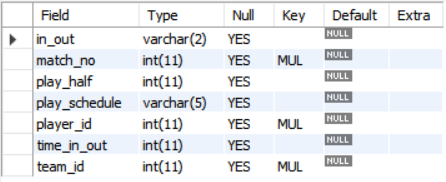 Field Type Null Key Default Extra
in_out varchar(2) YES NULL
match_no int(11) YES MUL NULL
play_half int(11) YES NULL
play_schedule varchar(5) YES NULL
player_id int(11) YES MUL NULL
time_in_out int(11) YES NULL
team_id int(11) YES MUL NULL